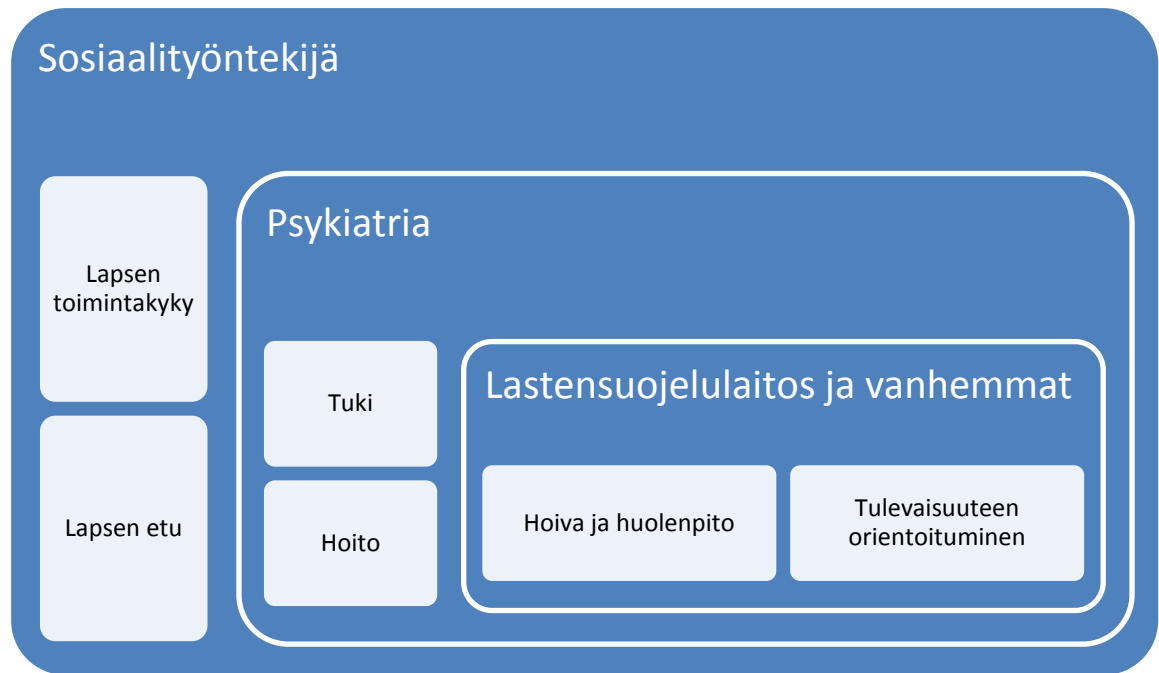 Sosiaalityöntekijä
Lapsen
toimintakyky
Lapsen etu
Psykiatria
Tuki
Hoito
Lastensuojelulaitos ja vanhemmat
Hoiva ja huolenpito
Tulevaisuuteen
orientoituminen